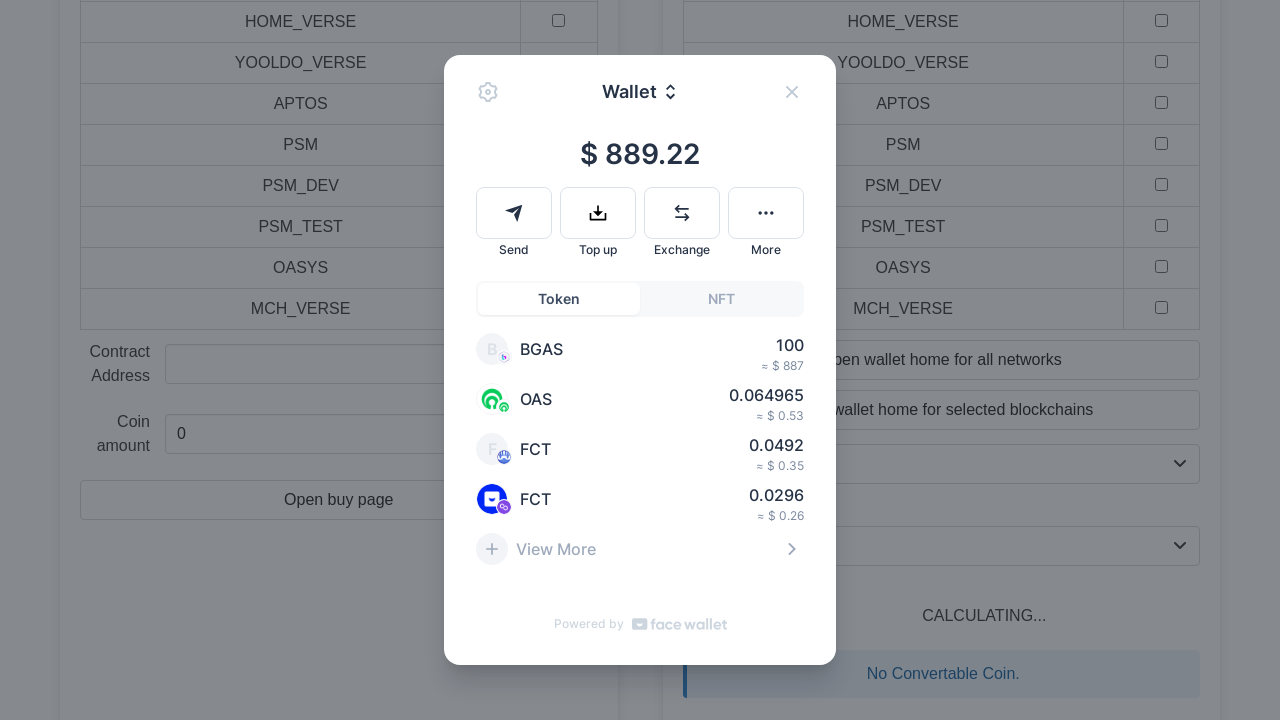 HOME_VERSE
YOOLDO_VERSE
APTOS
PSM
PSM_DEV
PSM_TEST
OASYS
MCH_VERSE
Contract
Address
Coin
amount
0
Open buy page
Wallet
$ 889.22
Send
Top up
Exchange
More
Token
NFT
B
BGAS
100
≈ $ 887
OAS
0.064965
≈ $ 0.53
F
FCT
0.0492
≈ $ 0.35
FCT
0.0296
≈ $ 0.26
View More
Powered by face wallet
HOME_VERSE
YOOLDO_VERSE
APTOS
PSM
PSM_DEV
PSM_TEST
OASYS
MCH_VERSE
wallet home for all networks
wallet home for selected blockchains
CALCULATING...
No Convertable Coin.